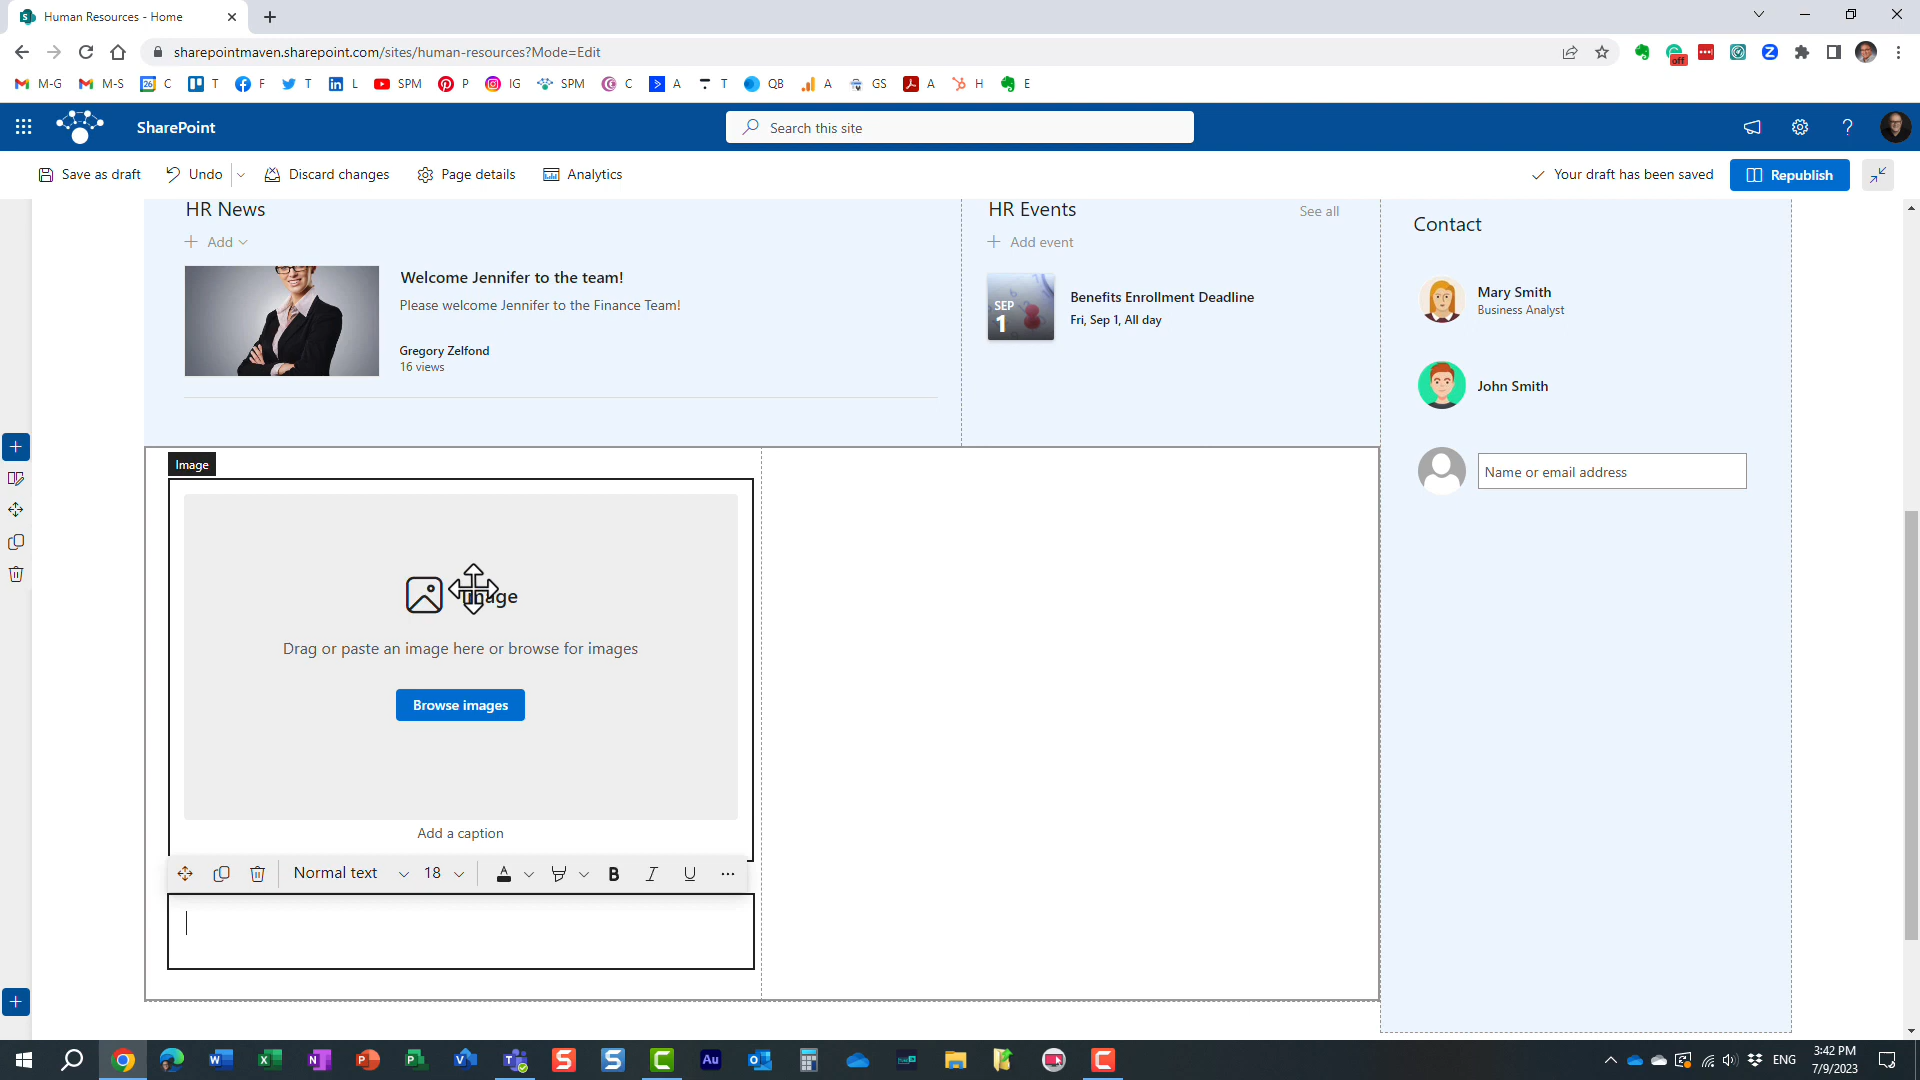 Human Resources - Home
sharepointmaven.sharepoint.com/sites/human-resources?Mode=Edit
off
M-G
M-S
26
C
T
F
T
L
SPM
P
IG
SPM
C
A
T
QB
A
GS
A
H
E
SharePoint
Search this site
Save as draft
Undo
Discard changes
Page details
Analytics
Your draft has been saved
Republish
HR News
Add
Welcome Jennifer to the team!
Please welcome Jennifer to the Finance Team!
Gregory Zelfond
16 views
HR Events
See all
Add event
SEP
1
Benefits Enrollment Deadline
Fri, Sep 1, All day
Contact
Mary Smith
Business Analyst
John Smith
Name or email address
Image
Image
Drag or paste an image here or browse for images
Browse images
Add a caption
Normal text
18
B
I
U
ENG
3:42 PM
7/9/2023